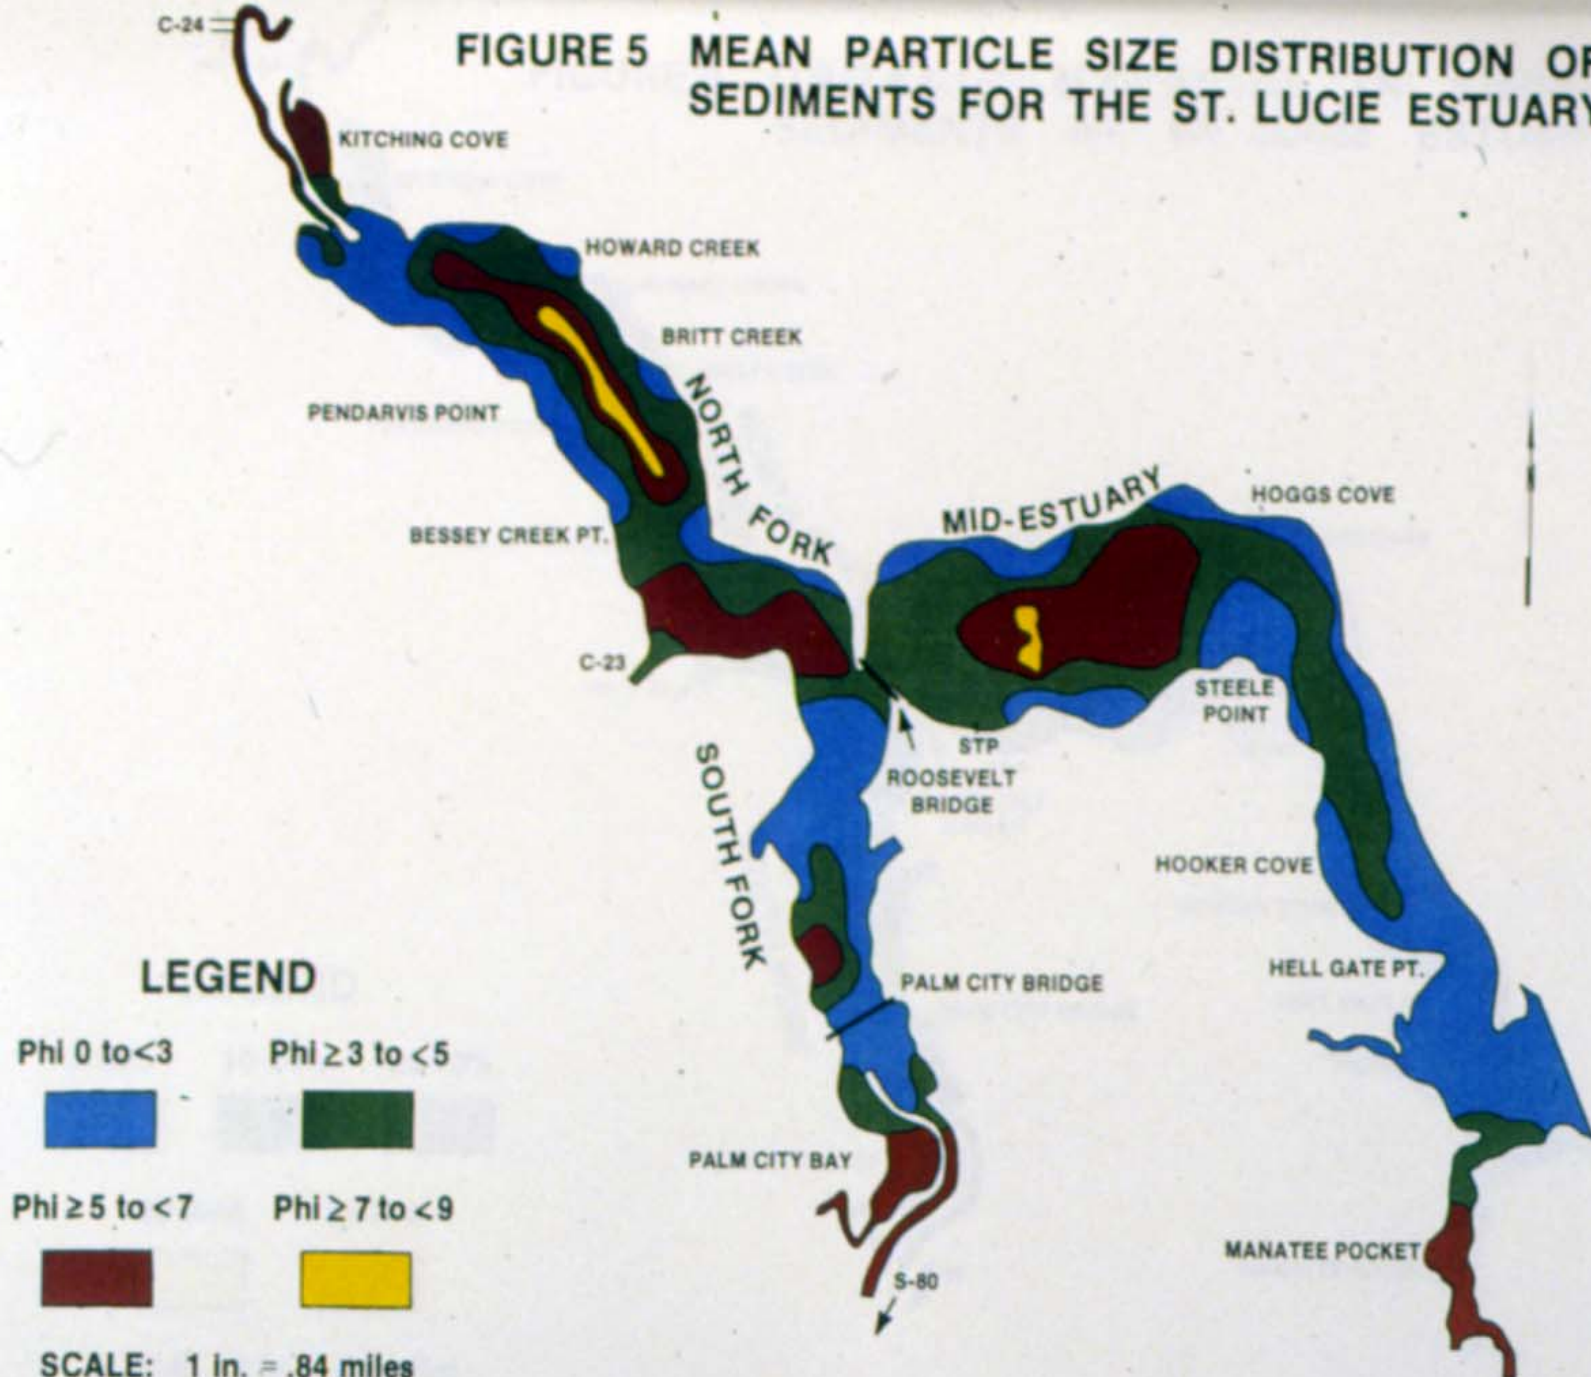 C-24
FIGURE 5 MEAN PARTICLE SIZE DISTRIBUTION OF
SEDIMENTS FOR THE ST. LUCIE ESTUARY
KITCHING COVE
HOWARD CREEK
BRITT CREEK
PENDARVIS POINT
NORTH FORK
MID-ESTUARY
HOGGS COVE
BESSEY CREEK PT.
C-23
STEELE
POINT
STP
ROOSEVELT
BRIDGE
SOUTH FORK
HOOKER COVE
HELL GATE PT.
PALM CITY BRIDGE
LEGEND
Phi 0 to<3 Phi ≥3 to <5
PALM CITY BAY
Phi ≥5 to <7 Phi ≥ 7 to <9
MANATEE POCKET
S-80
SCALE: 1 in. = .84 miles